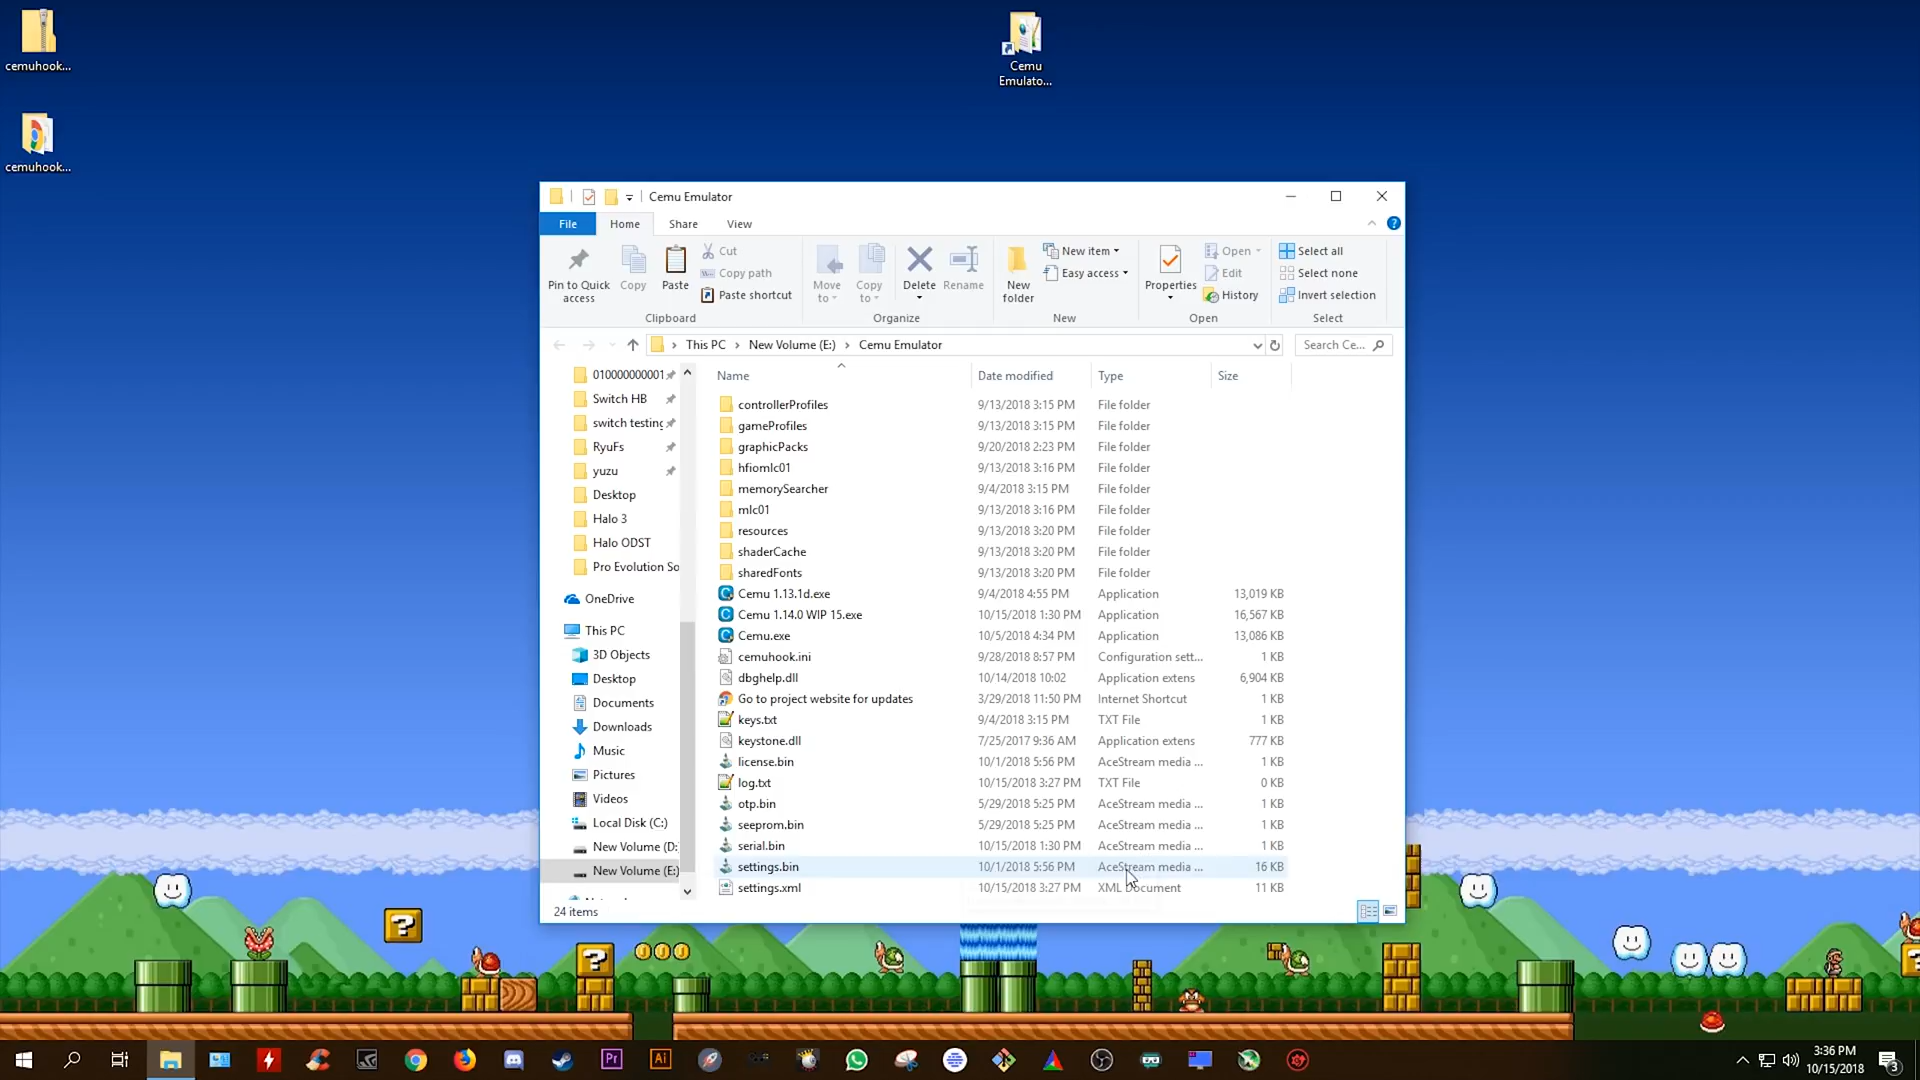 cemuhook...
cemuhook...
Cemu
Emulato...
Cemu Emulator
File
Home
Share
View
Pin to Quick
access
Copy
Paste
Cut
Copy path
Paste shortcut
Clipboard
Move
to
Copy
to
Delete
Rename
Organize
New
folder
New item
Easy access
New
Properties
Open
Edit
History
Open
Select all
Select none
Invert selection
Select
This PC > New Volume (E:) > Cemu Emulator
Search Ce...
010000000001
Switch HB
switch testing
RyuFs
yuzu
Desktop
Halo 3
Halo ODST
Pro Evolution So
OneDrive
This PC
3D Objects
Desktop
Documents
Downloads
Music
Pictures
Videos
Local Disk (C:)
New Volume (D:
New Volume (E:)
Name Date modified Type Size
controllerProfiles 9/13/2018 3:15 PM File folder
gameProfiles 9/13/2018 3:15 PM File folder
graphicPacks 9/20/2018 2:23 PM File folder
hfiomlc01 9/13/2018 3:16 PM File folder
memorySearcher 9/4/2018 3:15 PM File folder
mlc01 9/13/2018 3:16 PM File folder
resources 9/13/2018 3:20 PM File folder
shaderCache 9/13/2018 3:20 PM File folder
sharedFonts 9/13/2018 3:20 PM File folder
Cemu 1.13.1d.exe 9/4/2018 4:55 PM Application 13,019 KB
Cemu 1.14.0 WIP 15.exe 10/15/2018 1:30 PM Application 16,567 KB
Cemu.exe 10/5/2018 4:34 PM Application 13,086 KB
cemuhook.ini 9/28/2018 8:57 PM Configuration sett... 1 KB
dbghelp.dll 10/14/2018 10:02 Application extens 6,904 KB
Go to project website for updates 3/29/2018 11:50 PM Internet Shortcut 1 KB
keys.txt 9/4/2018 3:15 PM TXT File 1 KB
keystone.dll 7/25/2017 9:36 AM Application extens 777 KB
license.bin 10/1/2018 5:56 PM AceStream media ... 1 KB
log.txt 10/15/2018 3:27 PM TXT File 0 KB
otp.bin 5/29/2018 5:25 PM AceStream media ... 1 KB
seeprom.bin 5/29/2018 5:25 PM AceStream media ... 1 KB
serial.bin 10/15/2018 1:30 PM AceStream media ... 1 KB
settings.bin 10/1/2018 5:56 PM AceStream media ... 16 KB
settings.xml 10/15/2018 3:27 PM XML Document 11 KB
24 items
Pr
Ai
3:36 PM
10/15/2018
3